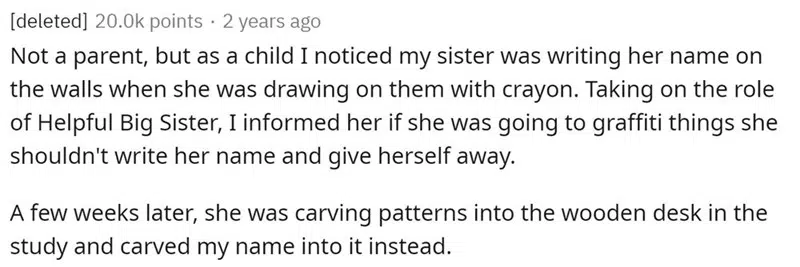 [deleted] 20.0k points · 2 years ago
Not a parent, but as a child I noticed my sister was writing her name on
the walls when she was drawing on them with crayon. Taking on the role
of Helpful Big Sister, I informed her if she was going to graffiti things she
shouldn't write her name and give herself away.
A few weeks later, she was carving patterns into the wooden desk in the
study and carved my name into it instead.